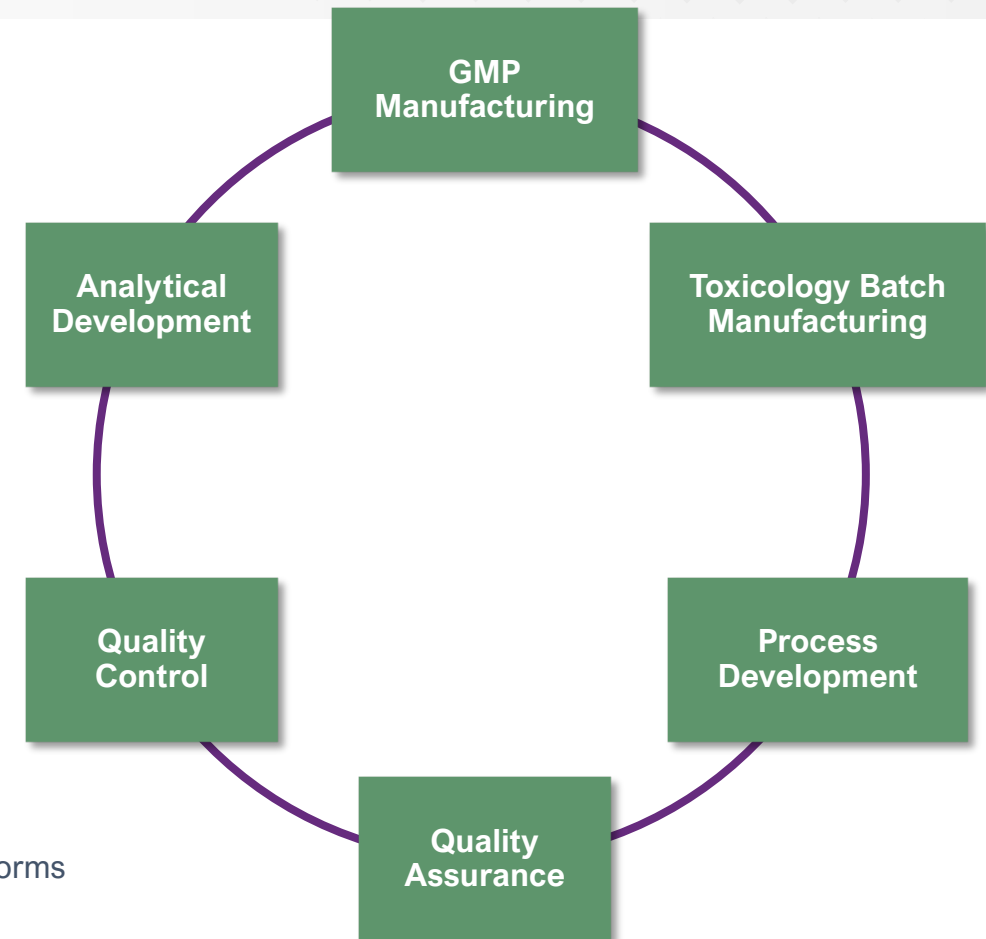 GMP
Manufacturing
Analytical
Development
Toxicology Batch
Manufacturing
Quality
Control
Process
Development
Quality
Assurance
orms